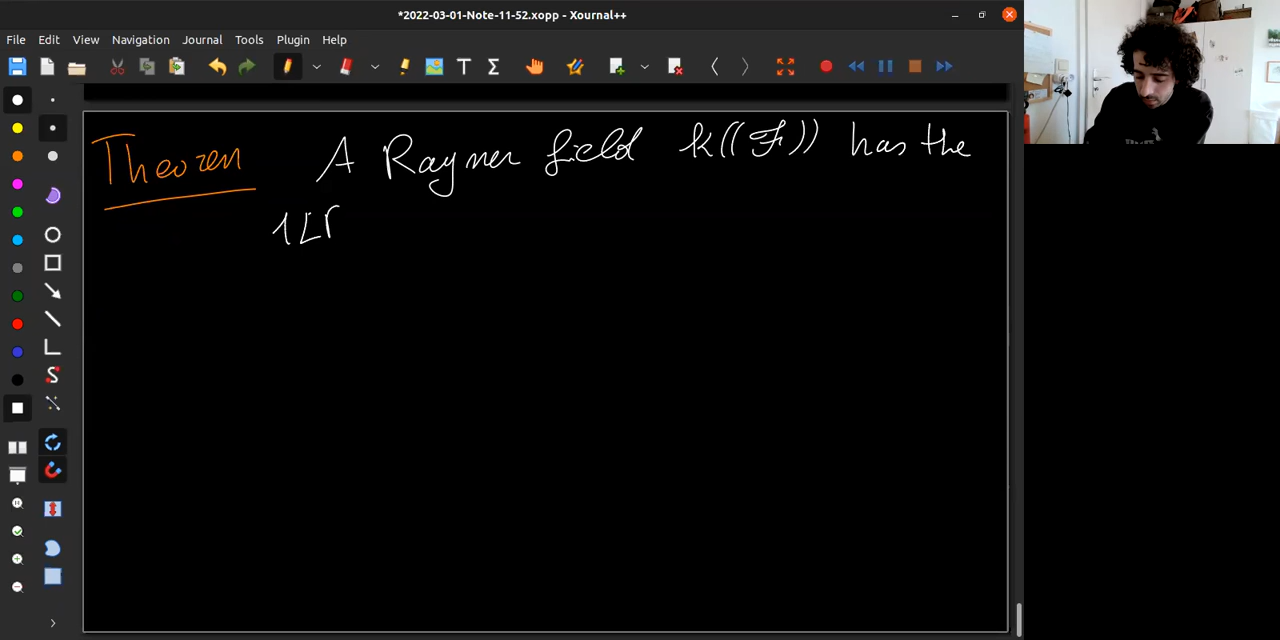 *2022-03-01-Note-11-52.xopp - Xournal++
File Edit View Navigation Journal Tools Plugin Help
Theorem A Rayner field k((F)) has the
1LP